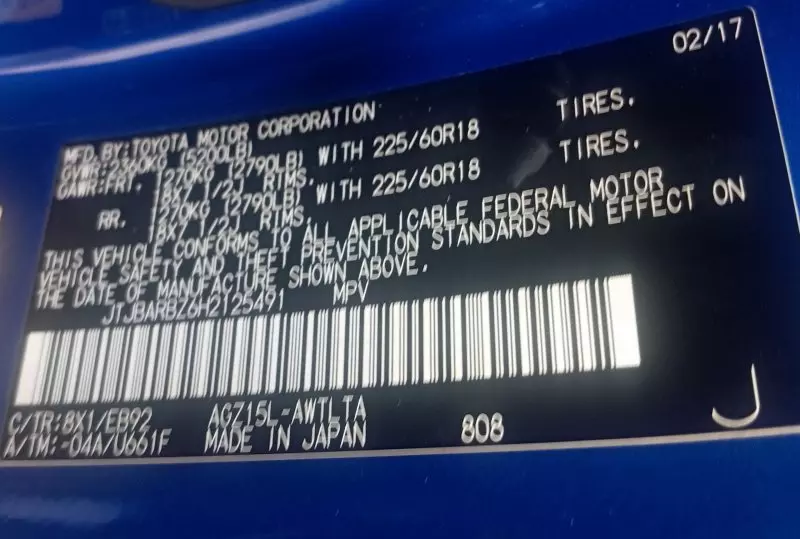 02/17
MFD.BY:TOYOTA MOTOR CORPORATION
GVWR:2360KG (5200LB)
GAWR:FRT. 1270KG (2790LB) WITH 225/60R18 TIRES.
18X7 1/2J RIMS.
RR. 1270KG (2790LB) WITH 225/60R18 TIRES.
18X7 1/2J RIMS.
THIS VEHICLE CONFORMS TO ALL APPLICABLE FEDERAL MOTOR
VEHICLE SAFETY AND THEFT PREVENTION STANDARDS IN EFFECT ON
THE DATE OF MANUFACTURE SHOWN ABOVE.
JTJBARBZ6H2125491 MPV
C/TR:8X1/EB92 AGZ15L-AWTLTA
A/TM:-04A/U661F MADE IN JAPAN 808